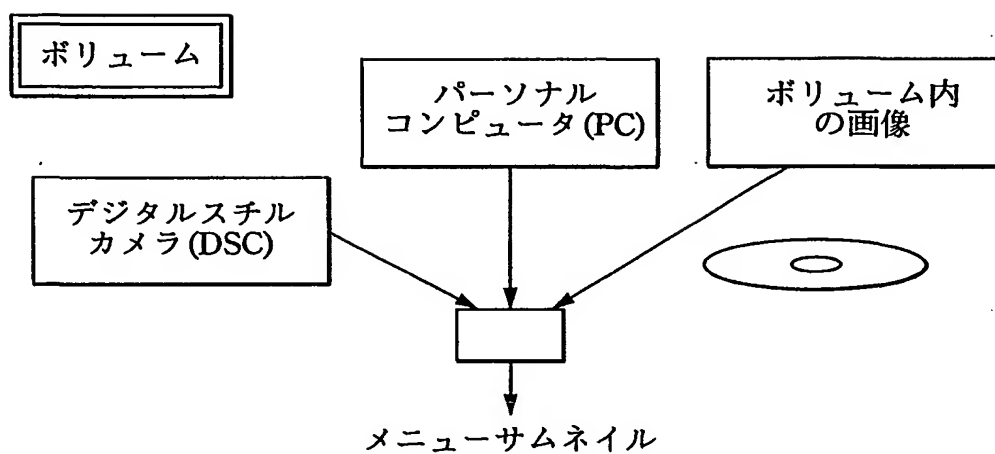 ボリューム
パーソナル
コンピュータ(PC)
ボリューム内
の画像
デジタルスチル
カメラ(DSC)
メニューサムネイル